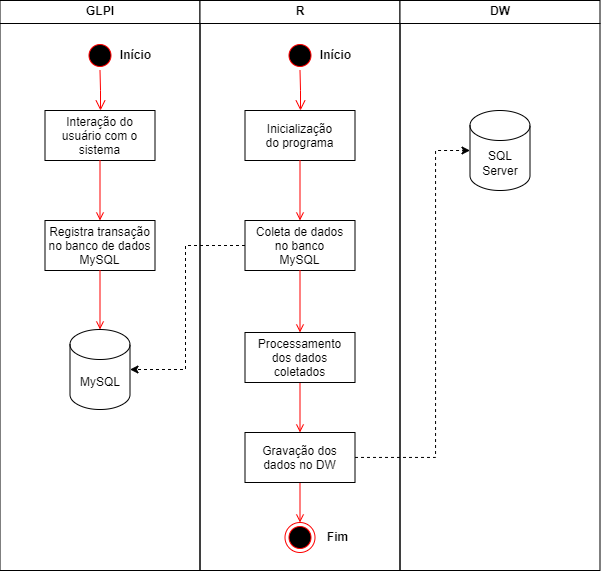 GLPI
R
DW
Início
Início
Interação do
usuário com o
sistema
Inicialização
do programa
SQL
Server
Registra transação
no banco de dados
MySQL
Coleta de dados
no banco
MySQL
MySQL
Processamento
dos dados
coletados
Gravação dos
dados no DW
Fim